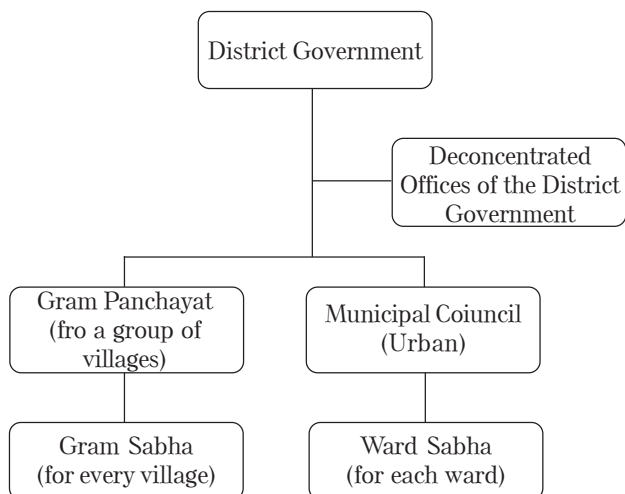 District Government
Deconcentrated
Offices of the District
Government
Gram Panchayat
(fro a group of
villages)
Municipal Coiuncil
(Urban)
Gram Sabha
(for every village)
Ward Sabha
(for each ward)